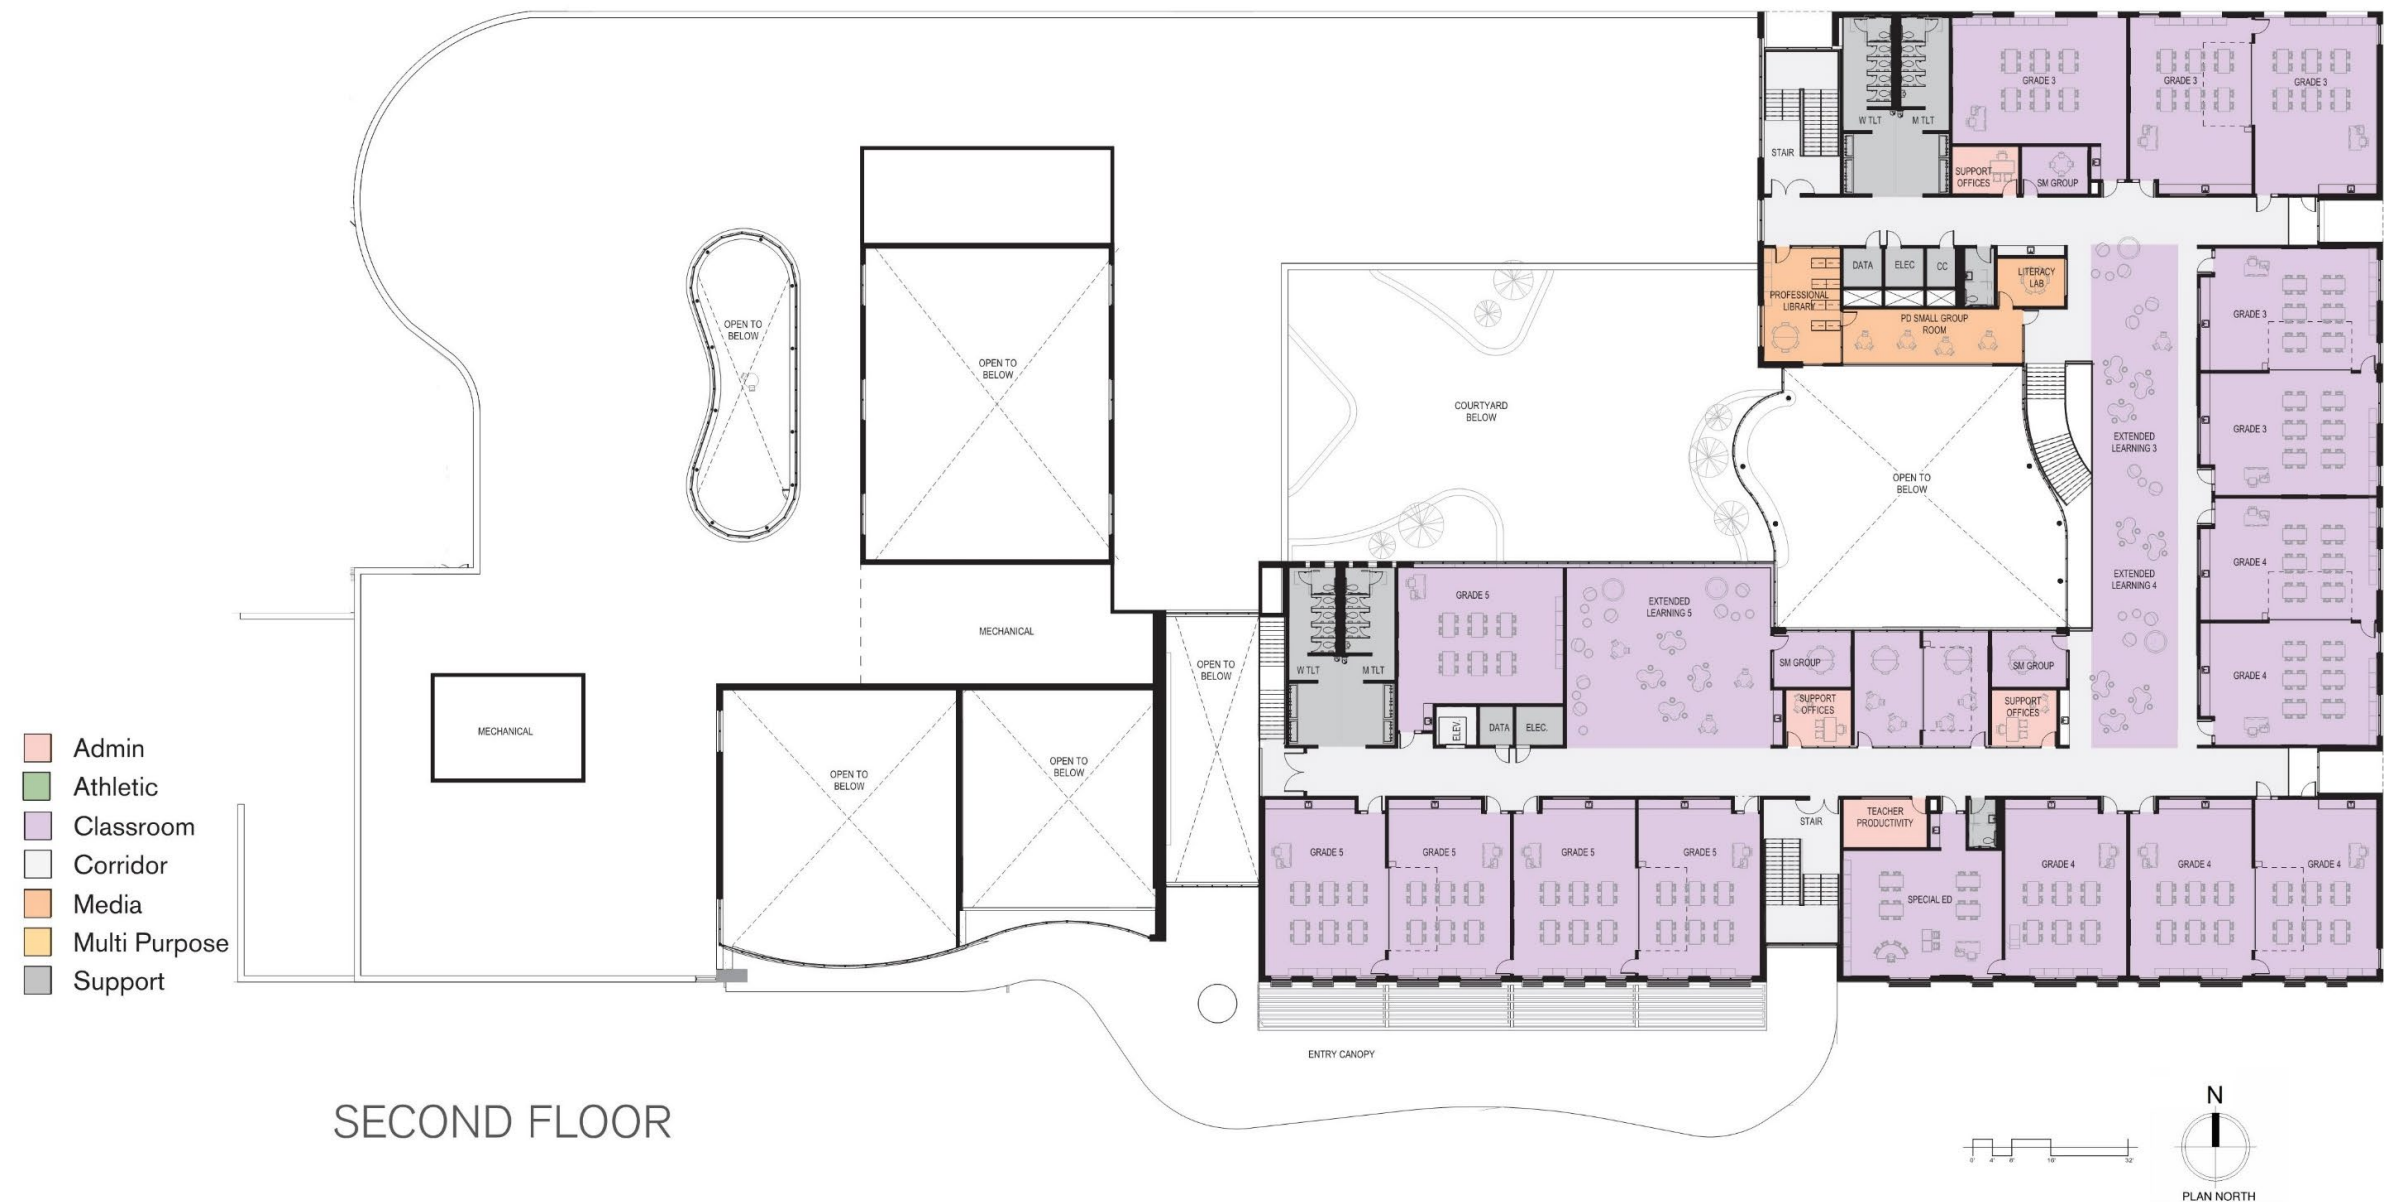 W TLT
M TLT
GRADE 3
GRADE 3
GRADE 3
STAIR
SUPPORT
OFFICES
SM GROUP
DATA
ELEC
CC
LITERACY
LAB
PROFESSIONAL
LIBRARY
PD SMALL GROUP
ROOM
GRADE 3
OPEN TO
BELOW
OPEN TO
BELOW
COURTYARD
BELOW
GRADE 3
EXTENDED
LEARNING 3
OPEN TO
BELOW
GRADE 4
EXTENDED
LEARNING 4
GRADE 5
EXTENDED
LEARNING 5
MECHANICAL
OPEN TO
BELOW
W TLT
M TLT
SM GROUP
SM GROUP
GRADE 4
SUPPORT
OFFICES
SUPPORT
OFFICES
MECHANICAL
ELEV.
DATA
ELEC.
OPEN TO
BELOW
OPEN TO
BELOW
STAIR
TEACHER
PRODUCTIVITY
GRADE 5
GRADE 5
GRADE 5
GRADE 5
GRADE 4
GRADE 4
GRADE 4
SPECIAL ED
Admin
Athletic
Classroom
Corridor
Media
Multi Purpose
Support
ENTRY CANOPY
SECOND FLOOR
0'
4'
8'
16'
32'
N
PLAN NORTH